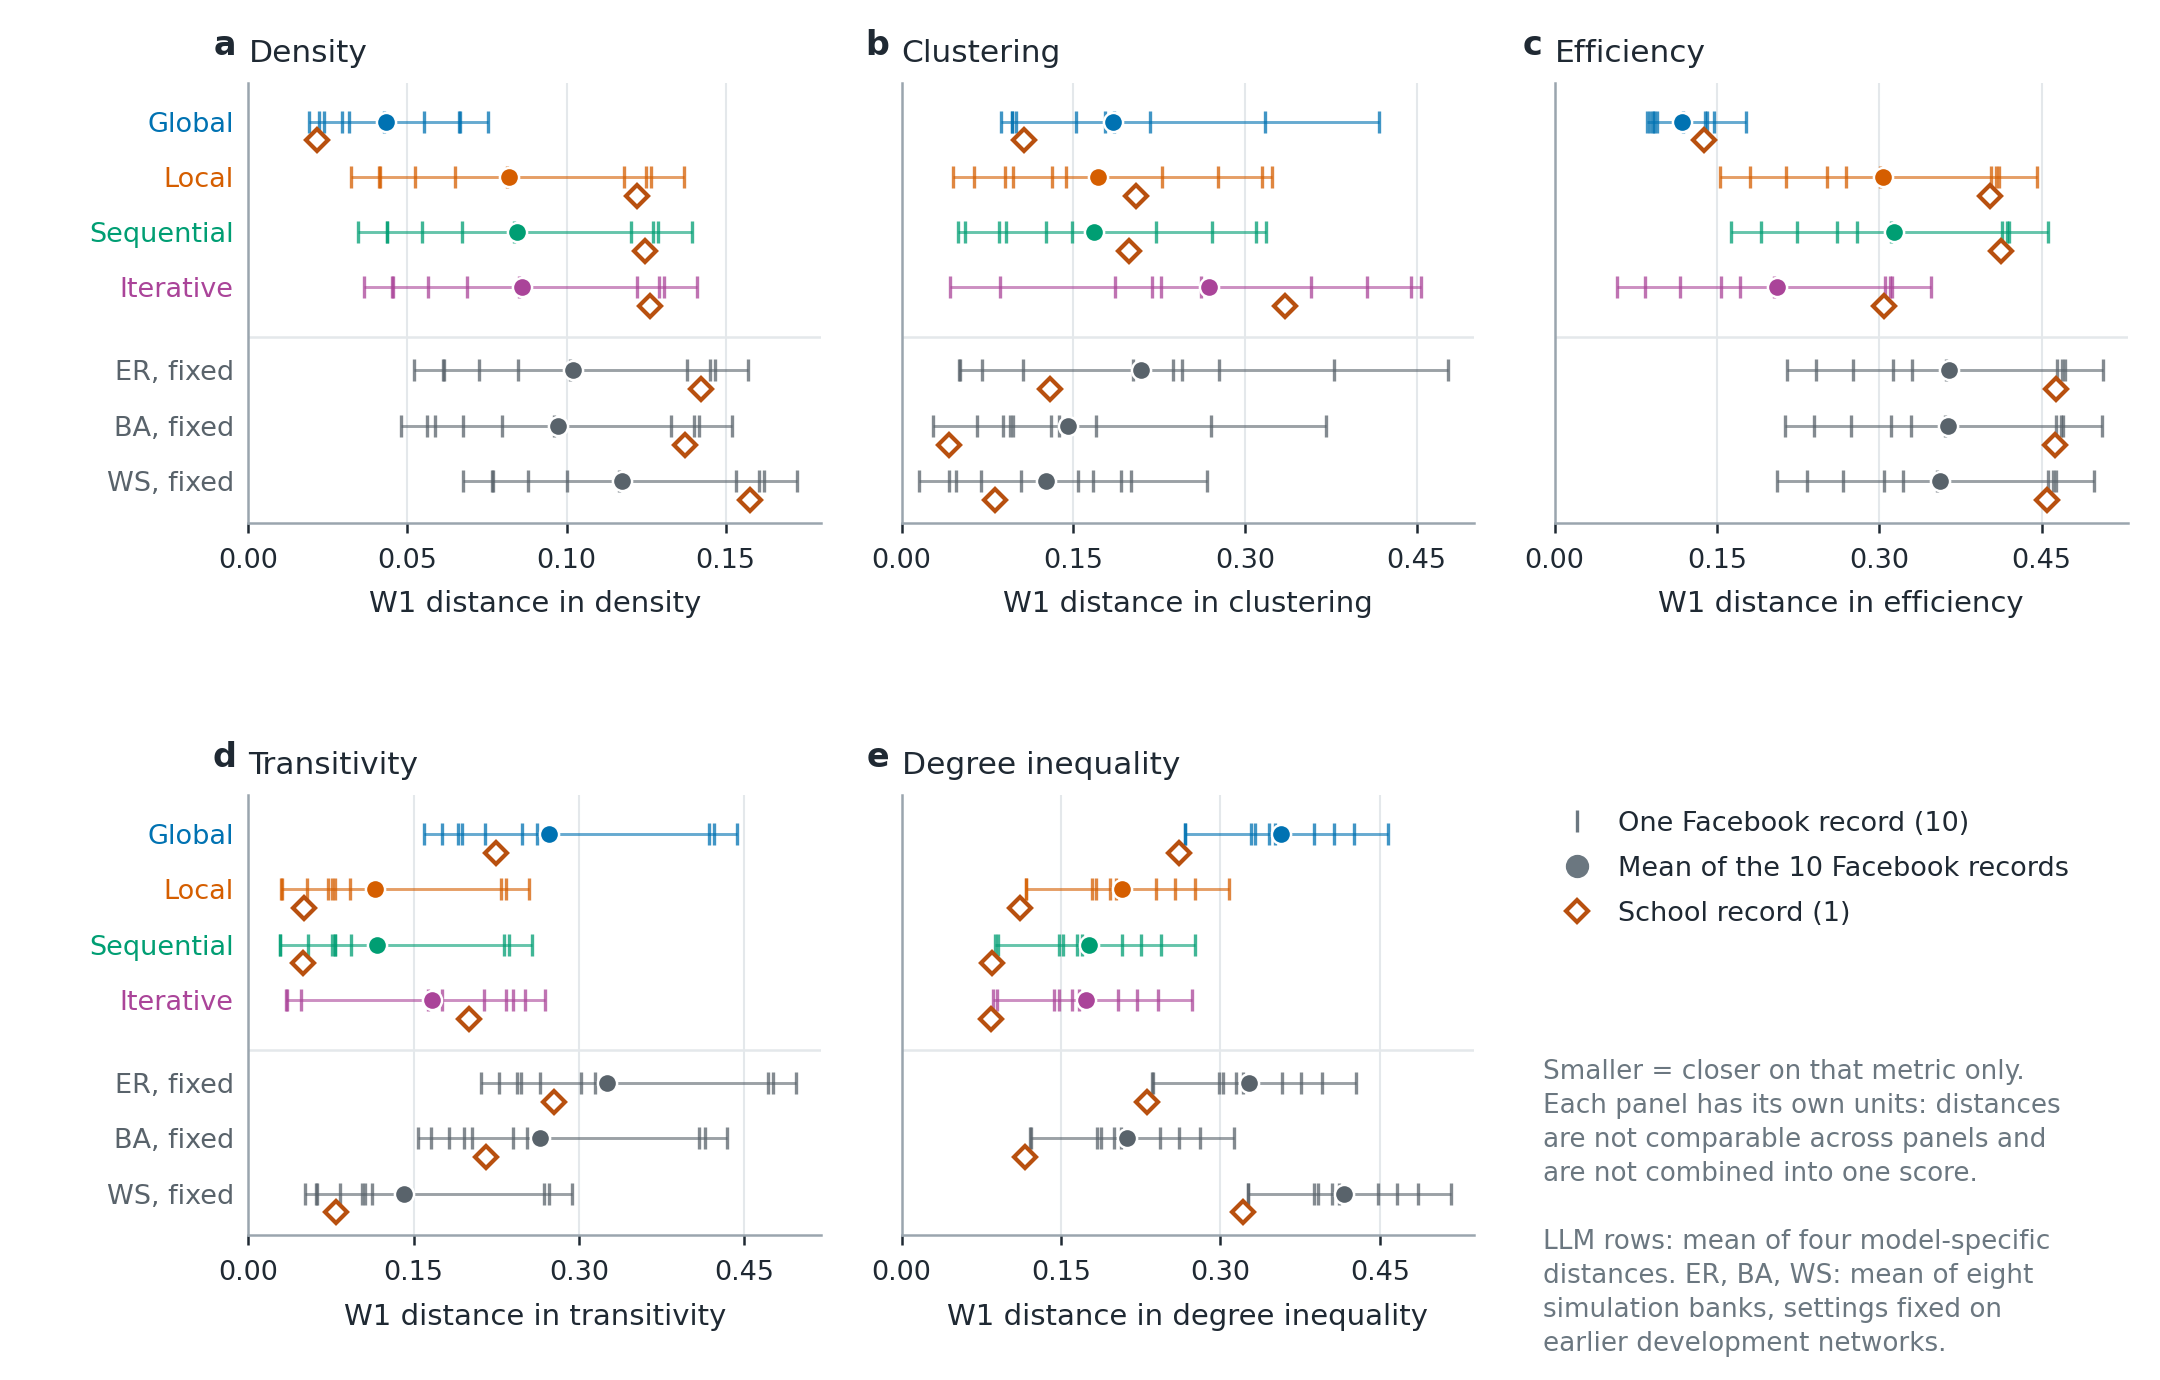 a Density
Global
Local
Sequential
Iterative
ER, fixed
BA, fixed
WS, fixed
0.00 0.05 0.10 0.15
W1 distance in density
b Clustering
0.00 0.15 0.30 0.45
W1 distance in clustering
c Efficiency
0.00 0.15 0.30 0.45
W1 distance in efficiency
d Transitivity
Global
Local
Sequential
Iterative
ER, fixed
BA, fixed
WS, fixed
0.00 0.15 0.30 0.45
W1 distance in transitivity
e Degree inequality
0.00 0.15 0.30 0.45
W1 distance in degree inequality
One Facebook record (10)
Mean of the 10 Facebook records
School record (1)
Smaller = closer on that metric only.
Each panel has its own units: distances
are not comparable across panels and
are not combined into one score.
LLM rows: mean of four model-specific
distances. ER, BA, WS: mean of eight
simulation banks, settings fixed on
earlier development networks.